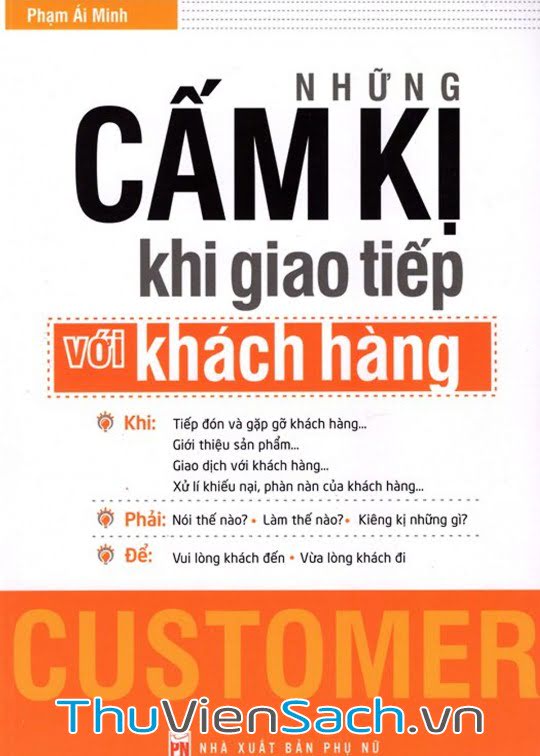 Phạm Ái Minh
NHỮNG
CẤM KỊ
khi giao tiếp
với khách hàng
Khi: Tiếp đón và gặp gỡ khách hàng...
Giới thiệu sản phẩm...
Giao dịch với khách hàng...
Xử lí khiếu nại, phàn nàn của khách hàng...
Phải: Nói thế nào? • Làm thế nào? • Kiêng kị những gì?
Để: Vui lòng khách đến • Vừa lòng khách đi
CUSTOMER
ThuVienSach.vn
PN NHÀ XUẤT BẢN PHỤ NỮ